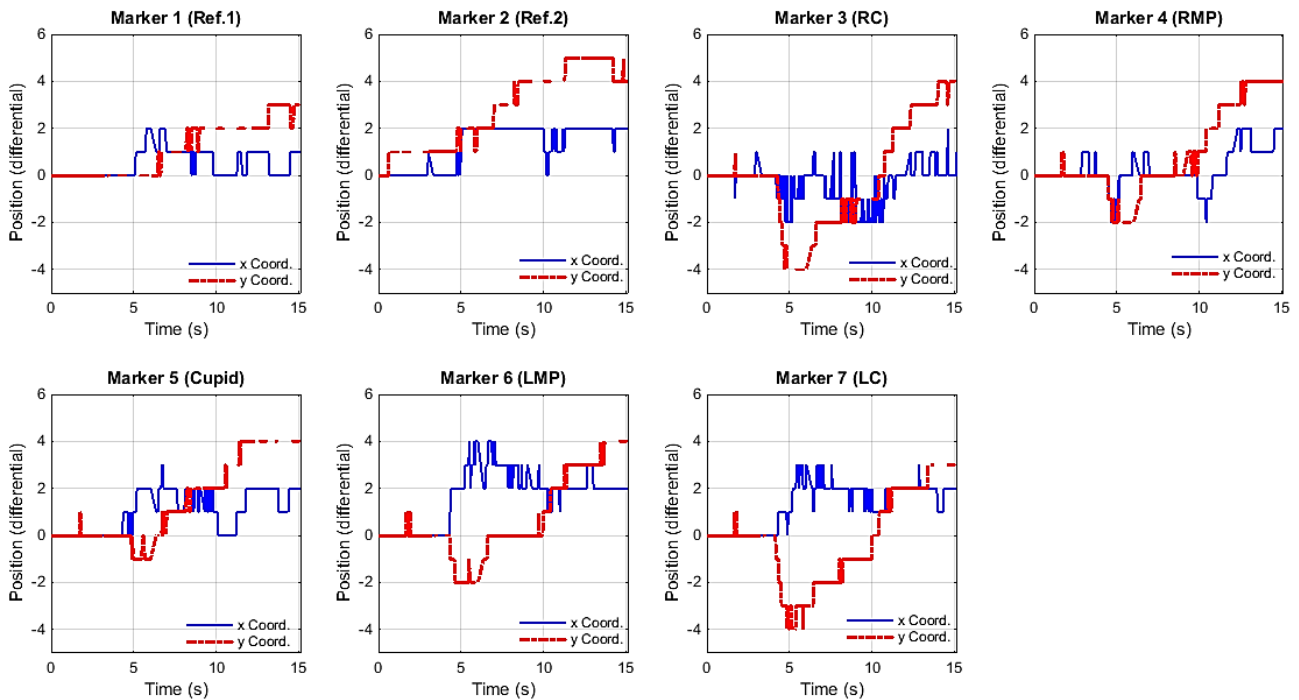 Marker 1 (Ref.1)
6
4
2
0
-2
-4
Position (differential)
x Coord.
y Coord.
0 5 10 15
Time (s)
Marker 2 (Ref.2)
6
4
2
0
-2
-4
Position (differential)
x Coord.
y Coord.
0 5 10 15
Time (s)
Marker 3 (RC)
6
4
2
0
-2
-4
Position (differential)
x Coord.
y Coord.
0 5 10 15
Time (s)
Marker 4 (RMP)
6
4
2
0
-2
-4
Position (differential)
x Coord.
y Coord.
0 5 10 15
Time (s)
Marker 5 (Cupid)
6
4
2
0
-2
-4
Position (differential)
x Coord.
y Coord.
0 5 10 15
Time (s)
Marker 6 (LMP)
6
4
2
0
-2
-4
Position (differential)
x Coord.
y Coord.
0 5 10 15
Time (s)
Marker 7 (LC)
6
4
2
0
-2
-4
Position (differential)
x Coord.
y Coord.
0 5 10 15
Time (s)